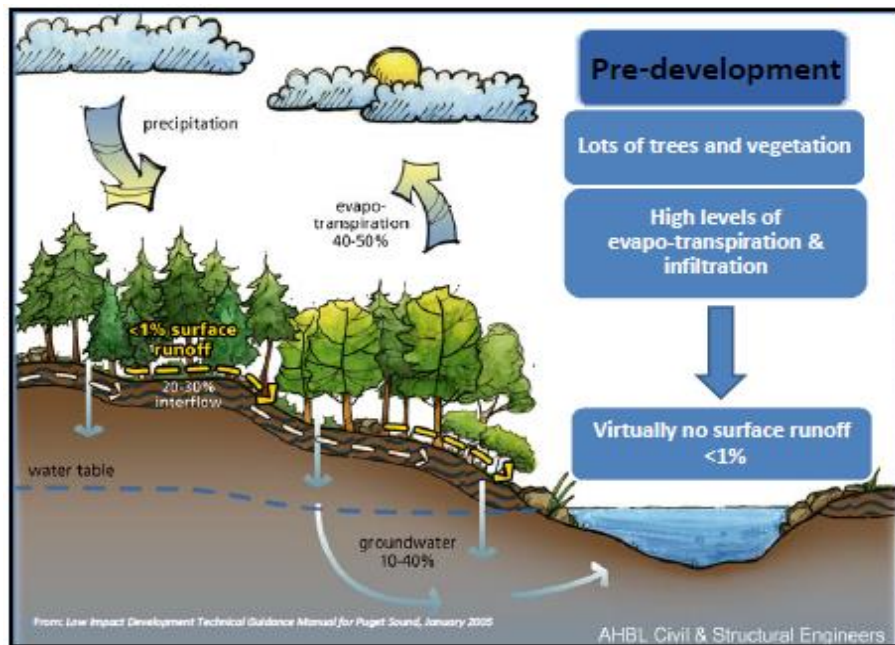 precipitation
evapo-
transpiration
40-50%
<1% surface
runoff
20-30%
interflow
water table
groundwater
10-40%
From: Low Impact Development Technical Guidance Manual for Puget Sound, January 2005
Pre-development
Lots of trees and vegetation
High levels of
evapo-transpiration &
infiltration
Virtually no surface runoff
<1%
AHBL Civil & Structural Engineers